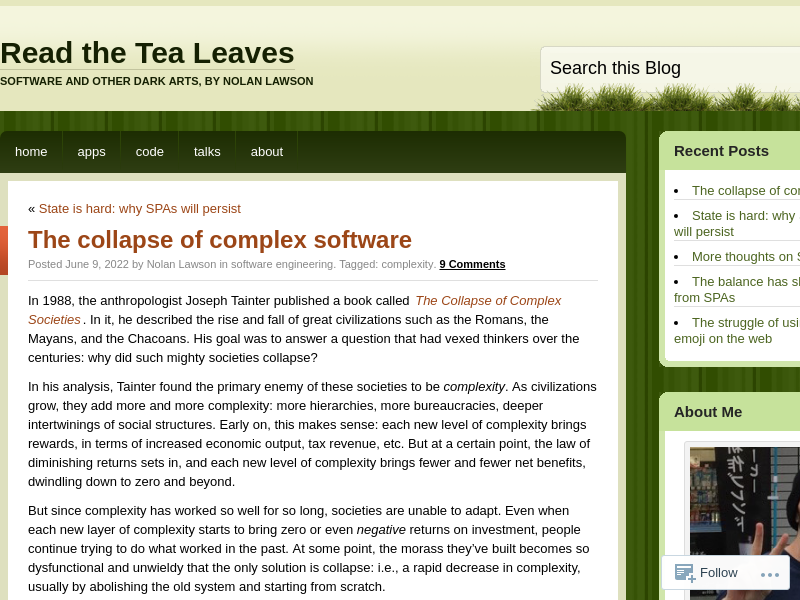 Read the Tea Leaves
SOFTWARE AND OTHER DARK ARTS, BY NOLAN LAWSON
Search this Blog
home apps code talks about
« State is hard: why SPAs will persist
The collapse of complex software
Posted June 9, 2022 by Nolan Lawson in software engineering. Tagged: complexity. 9 Comments
In 1988, the anthropologist Joseph Tainter published a book called The Collapse of Complex
Societies . In it, he described the rise and fall of great civilizations such as the Romans, the
Mayans, and the Chacoans. His goal was to answer a question that had vexed thinkers over the
centuries: why did such mighty societies collapse?
In his analysis, Tainter found the primary enemy of these societies to be complexity. As civilizations
grow, they add more and more complexity: more hierarchies, more bureaucracies, deeper
intertwinings of social structures. Early on, this makes sense: each new level of complexity brings
rewards, in terms of increased economic output, tax revenue, etc. But at a certain point, the law of
diminishing returns sets in, and each new level of complexity brings fewer and fewer net benefits,
dwindling down to zero and beyond.
But since complexity has worked so well for so long, societies are unable to adapt. Even when
each new layer of complexity starts to bring zero or even negative returns on investment, people
continue trying to do what worked in the past. At some point, the morass they've built becomes so
dysfunctional and unwieldy that the only solution is collapse: i.e., a rapid decrease in complexity,
usually by abolishing the old system and starting from scratch.
Recent Posts
The collapse of
State is hard: why
will persist
More thoughts on
The balance has
from SPAs
The struggle of
emoji on the web
About Me
Follow